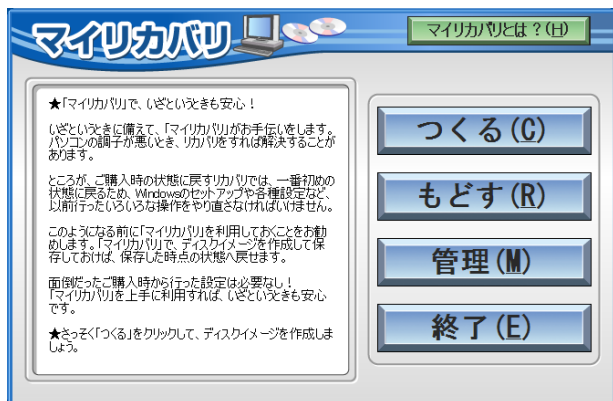 マイリカバリ
マイリカバリとは？(H)
★「マイリカバリ」で、いざというときも安心！
いざというときに備えて、「マイリカバリ」がお手伝いをします。
パソコンの調子が悪いとき、リカバリをすれば解決することが
あります。
ところが、ご購入時の状態に戻すリカバリでは、一番初めの
状態に戻るため、Windowsのセットアップや各種設定など、
以前行ったいろいろな操作をやり直さなければいけません。
このようになる前に「マイリカバリ」を利用しておくことをお勧
めします。「マイリカバリ」で、ディスクイメージを作成して保
存しておけば、保存した時点の状態へ戻せます。
面倒だったご購入時から行った設定は必要なし！
「マイリカバリ」を上手に利用すれば、いざというときも安心
です。
★さっそく「つくる」をクリックして、ディスクイメージを作成しま
しょう。
つくる(C)
もどす(R)
管理(M)
終了(E)